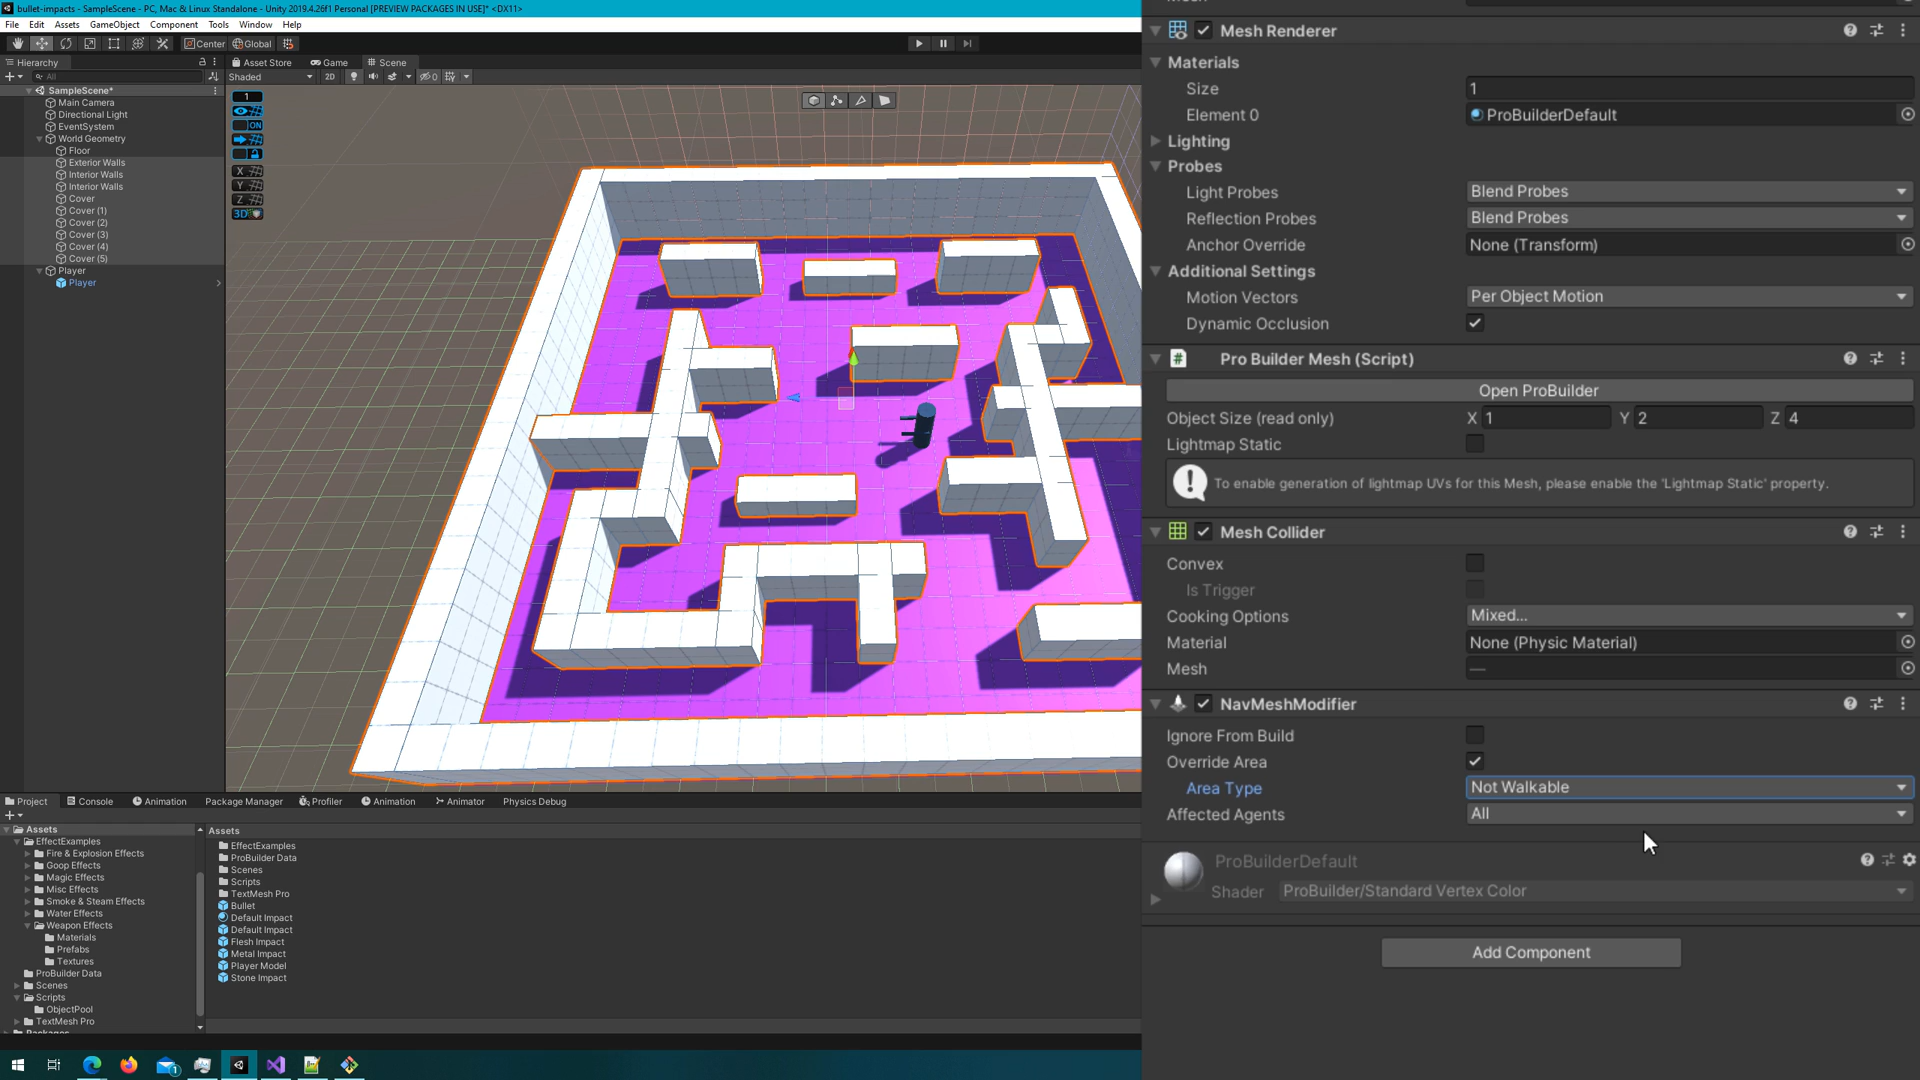 bullet-impacts - SampleScene - PC, Mac & Linux Standalone - Unity 2019.4.26f1 Personal [PREVIEW PACKAGES IN USE]* <DX11>
File Edit Assets GameObject Component Tools Window Help
Center Global
Hierarchy
All
SampleScene*
Main Camera
Directional Light
EventSystem
World Geometry
Floor
Exterior Walls
Interior Walls
Interior Walls
Cover
Cover (1)
Cover (2)
Cover (3)
Cover (4)
Cover (5)
Player
Player
Asset Store Game Scene
Shaded 2D 0
1
ON
X
Y
Z
3D
Mesh Renderer
Materials
Size 1
Element 0 ProBuilderDefault
Lighting
Probes
Light Probes Blend Probes
Reflection Probes Blend Probes
Anchor Override None (Transform)
Additional Settings
Motion Vectors Per Object Motion
Dynamic Occlusion
Pro Builder Mesh (Script)
Open ProBuilder
Object Size (read only) X 1 Y 2 Z 4
Lightmap Static
To enable generation of lightmap UVs for this Mesh, please enable the 'Lightmap Static' property.
Mesh Collider
Convex
Is Trigger
Cooking Options Mixed...
Material None (Physic Material)
Mesh —
NavMeshModifier
Ignore From Build
Override Area
Area Type Not Walkable
Affected Agents All
ProBuilderDefault
Shader ProBuilder/Standard Vertex Color
Add Component
Project Console Animation Package Manager Profiler Animation Animator Physics Debug
Assets
EffectExamples
Fire & Explosion Effects
Goop Effects
Magic Effects
Misc Effects
Smoke & Steam Effects
Water Effects
Weapon Effects
Materials
Prefabs
Textures
ProBuilder Data
Scenes
Scripts
ObjectPool
TextMesh Pro
Assets
EffectExamples
ProBuilder Data
Scenes
Scripts
TextMesh Pro
Bullet
Default Impact
Default Impact
Flesh Impact
Metal Impact
Player Model
Stone Impact
1